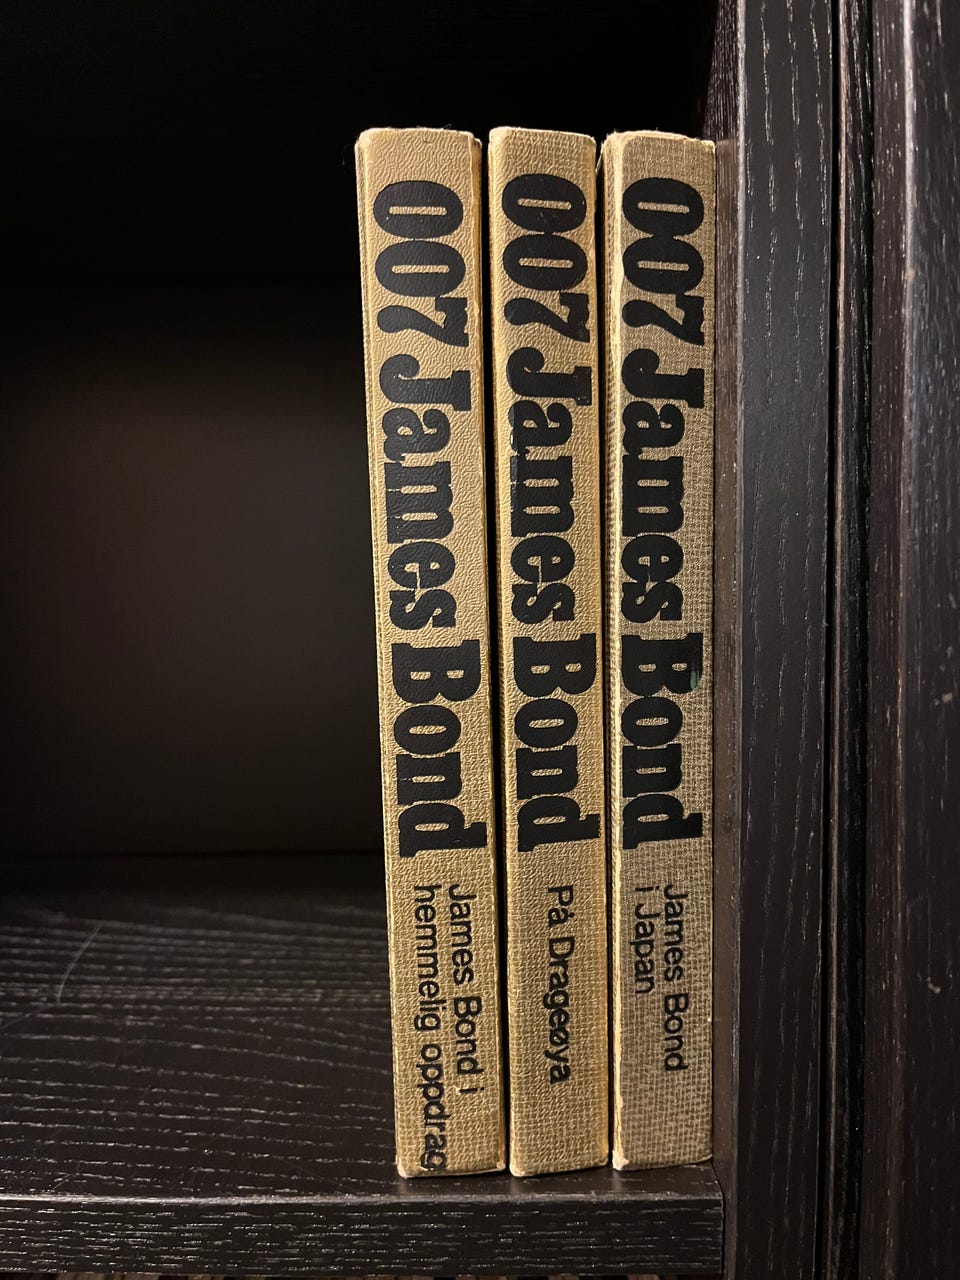 007 James Bond
James Bond i
hemmelig oppdrag
007 James Bond
På Drageøya
007 James Bond
James Bond
i Japan